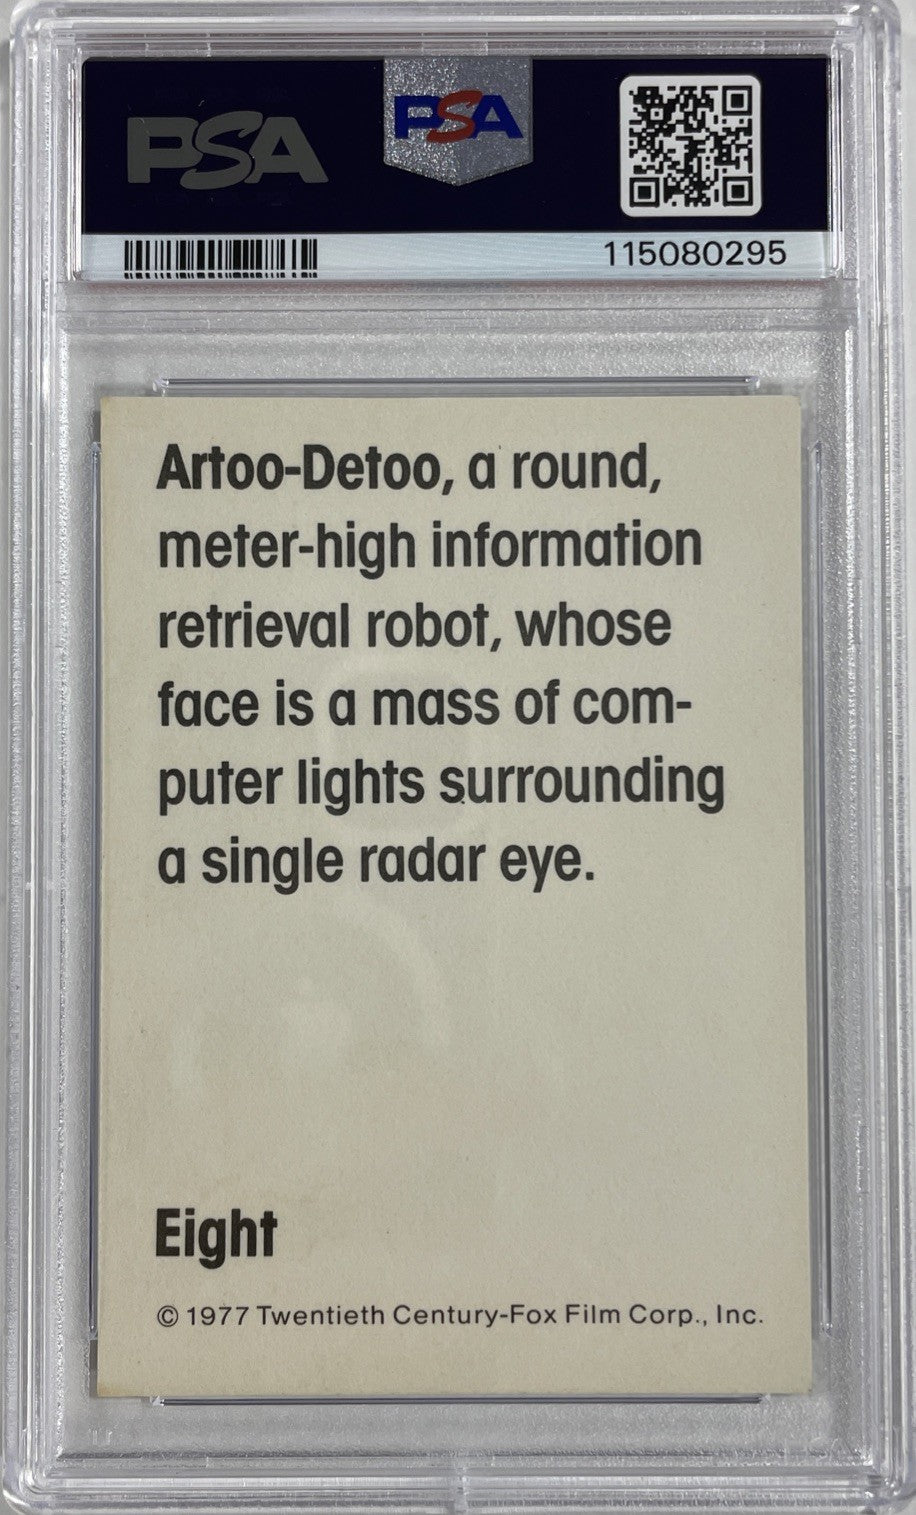 PSA
PSA
115080295
Artoo-Detoo, a round,
meter-high information
retrieval robot, whose
face is a mass of com-
puter lights surrounding
a single radar eye.
Eight
© 1977 Twentieth Century-Fox Film Corp., Inc.